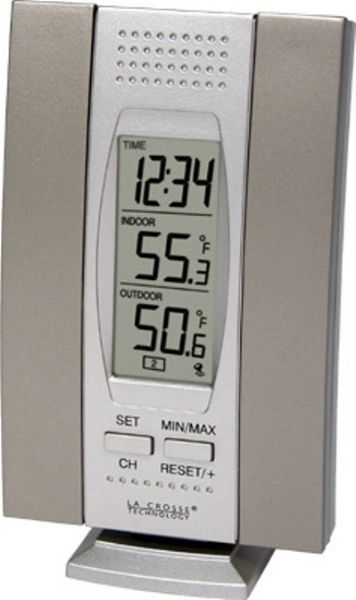 TIME
12:34
INDOOR
55.3 °F
OUTDOOR
50.6 °F
2
SET MIN/MAX
CH RESET/+
LA CROSSE®
TECHNOLOGY